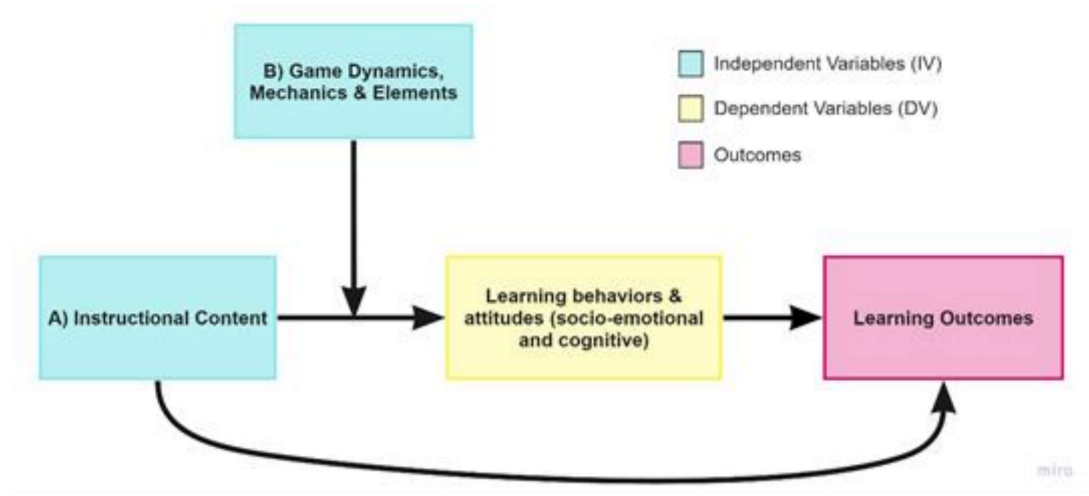 B) Game Dynamics,
Mechanics & Elements
Independent Variables (IV)
Dependent Variables (DV)
Outcomes
A) Instructional Content
Learning behaviors &
attitudes (socio-emotional
and cognitive)
Learning Outcomes
miro